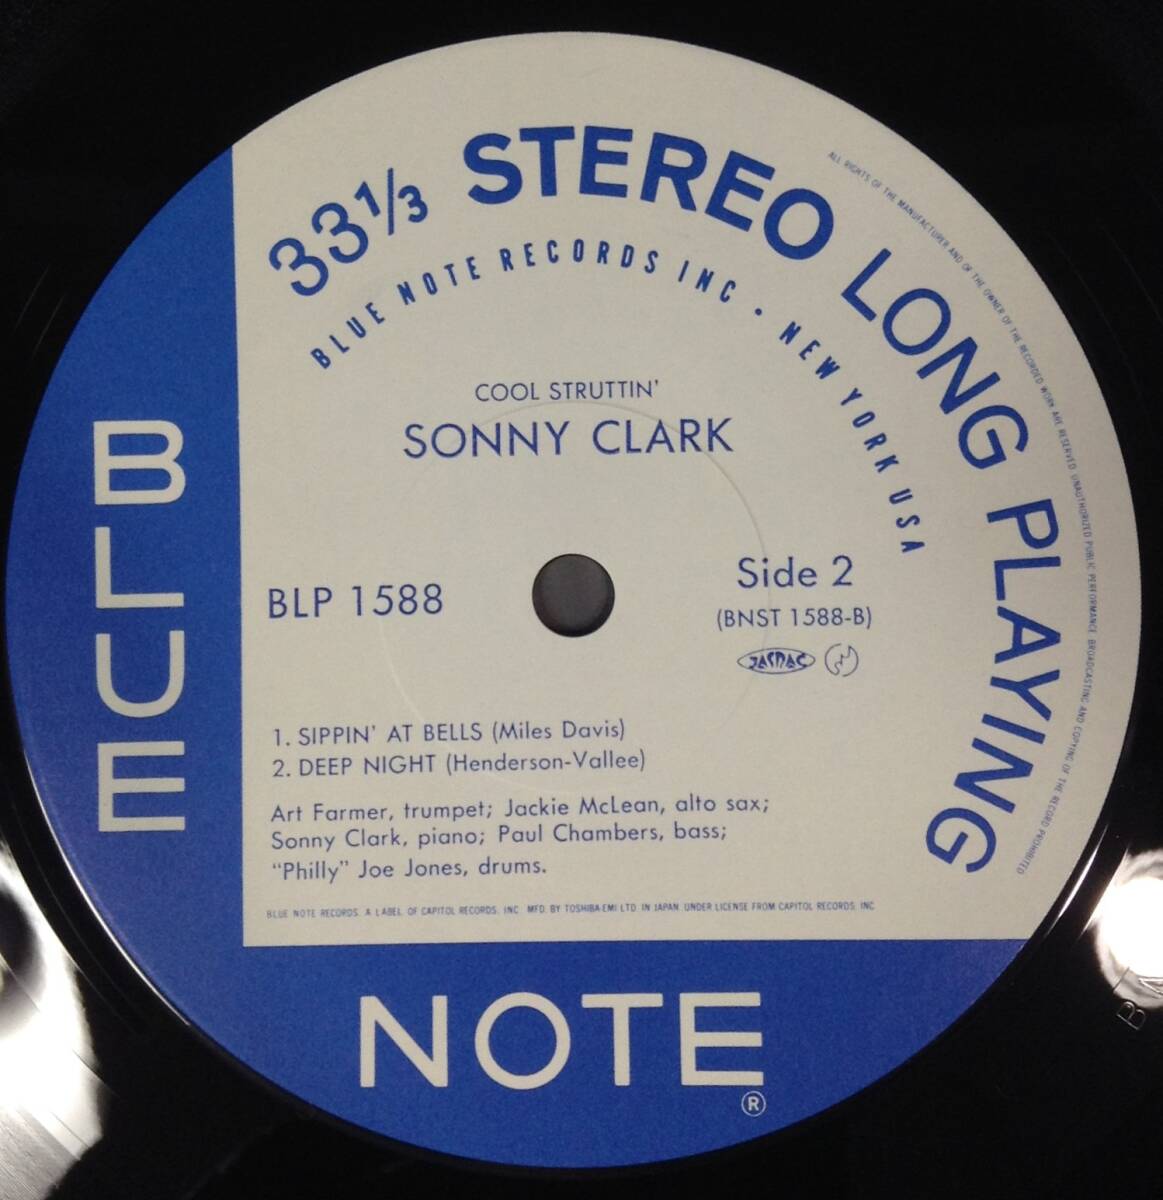 33⅓ STEREO LONG PLAYING
BLUE NOTE RECORDS INC • NEW YORK USA
ALL RIGHTS OF THE MANUFACTURER AND OF THE OWNER OF THE RECORDED WORK ARE RESERVED. UNAUTHORIZED PUBLIC PERFORMANCE. BROADCASTING AND COPYING OF THE RECORD PROHIBITED
COOL STRUTTIN'
SONNY CLARK
BLP 1588
Side 2
(BNST 1588-B)
JASRAC
1. SIPPIN' AT BELLS (Miles Davis)
2. DEEP NIGHT (Henderson-Vallee)
Art Farmer, trumpet; Jackie McLean, alto sax;
Sonny Clark, piano; Paul Chambers, bass;
"Philly" Joe Jones, drums.
BLUE NOTE RECORDS. A LABEL OF CAPITOL RECORDS, INC. MFD. BY TOSHIBA EMI LTD. IN JAPAN. UNDER LICENSE FROM CAPITOL RECORDS, INC
BLUE
NOTE
®